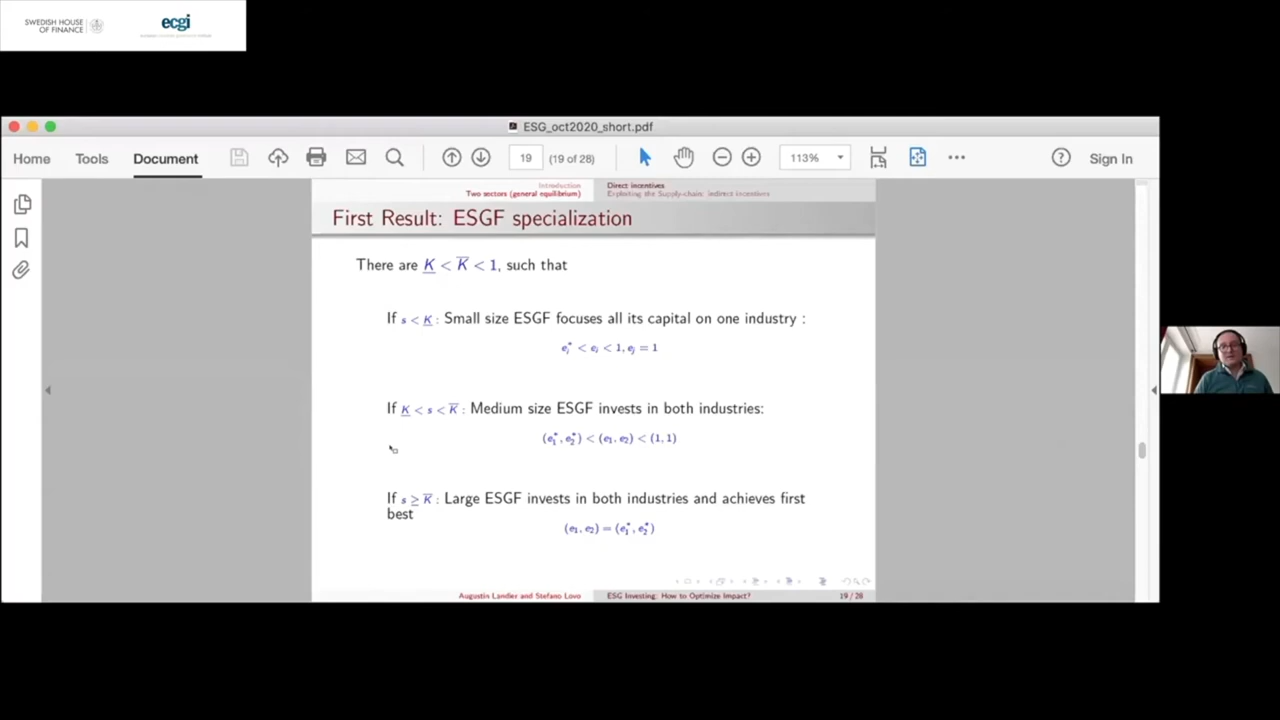 SWEDISH HOUSE
OF FINANCE
ecgi
ESG_oct2020_short.pdf
Home Tools Document 19 (19 of 28) 113% Sign In
Introduction
Two sectors (general equilibrium)
Direct incentives
Exploiting the Supply-chain: indirect incentives
First Result: ESGF specialization
There are K̲ < K̅ < 1, such that
If s < K̲ : Small size ESGF focuses all its capital on one industry :
e*ᵢ < eᵢ < 1, eⱼ = 1
If K̲ < s < K̅ : Medium size ESGF invests in both industries:
(e*₁, e*₂) < (e₁, e₂) < (1, 1)
If s ≥ K̅ : Large ESGF invests in both industries and achieves first
best
(e₁, e₂) = (e*₁, e*₂)
Augustin Landier and Stefano Lovo ESG Investing: How to Optimize Impact? 19 / 28